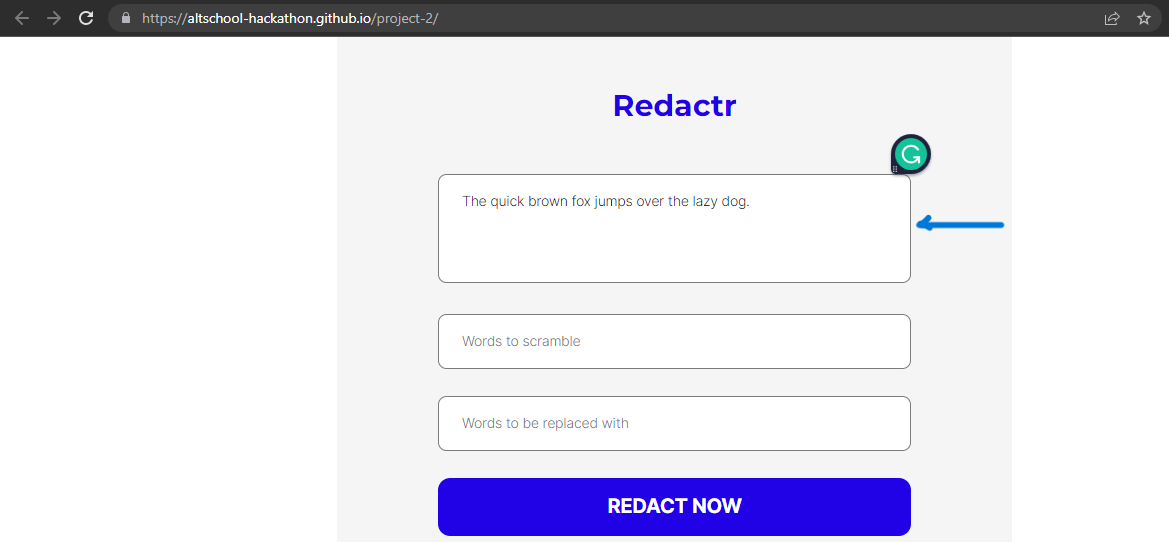 https://altschool-hackathon.github.io/project-2/
Redactr
The quick brown fox jumps over the lazy dog.
Words to scramble
Words to be replaced with
REDACT NOW